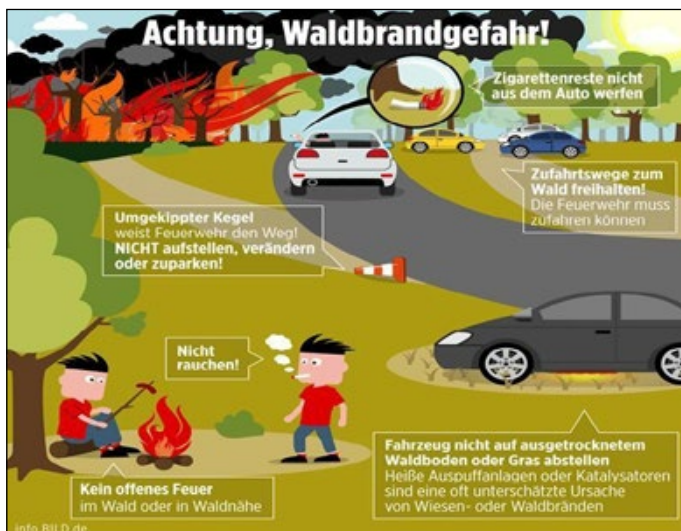 Achtung, Waldbrandgefahr!
Zigarettenreste nicht
aus dem Auto werfen
Zufahrtswege zum
Wald freihalten!
Die Feuerwehr muss
zufahren können
Umgekippter Kegel
weist Feuerwehr den Weg!
NICHT aufstellen, verändern
oder zuparken!
Nicht
rauchen!
Kein offenes Feuer
im Wald oder in Waldnähe
Fahrzeug nicht auf ausgetrocknetem
Waldboden oder Gras abstellen
Heiße Auspuffanlagen oder Katalysatoren
sind eine oft unterschätzte Ursache
von Wiesen- oder Waldbränden
info.BILD.de